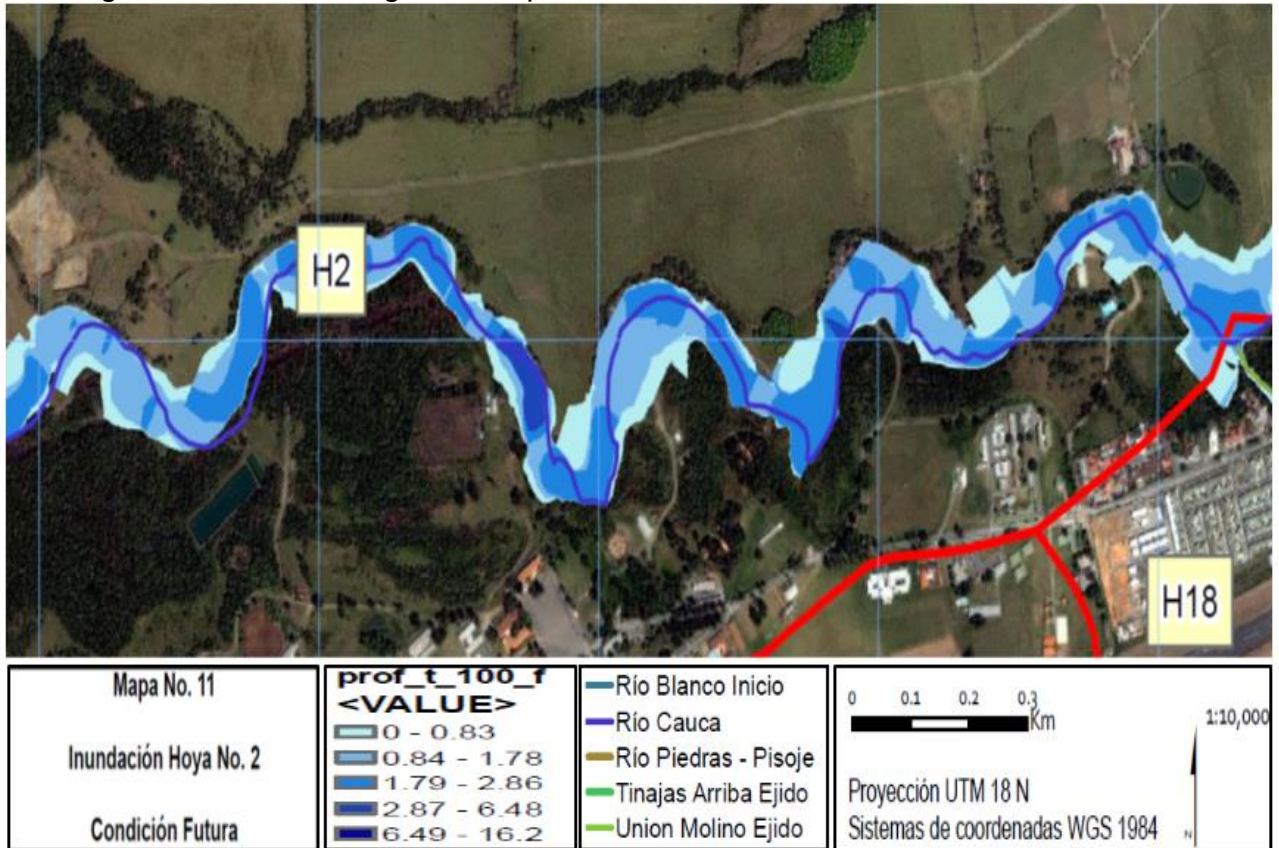 H2
H18
Mapa No. 11
Inundación Hoya No. 2
Condición Futura
prof_t_100_f
<VALUE>
0 - 0.83
0.84 - 1.78
1.79 - 2.86
2.87 - 6.48
6.49 - 16.2
Río Blanco Inicio
Río Cauca
Río Piedras - Pisoje
Tinajas Arriba Ejido
Union Molino Ejido
0 0.1 0.2 0.3
Km
Proyección UTM 18 N
Sistemas de coordenadas WGS 1984
1:10,000
N